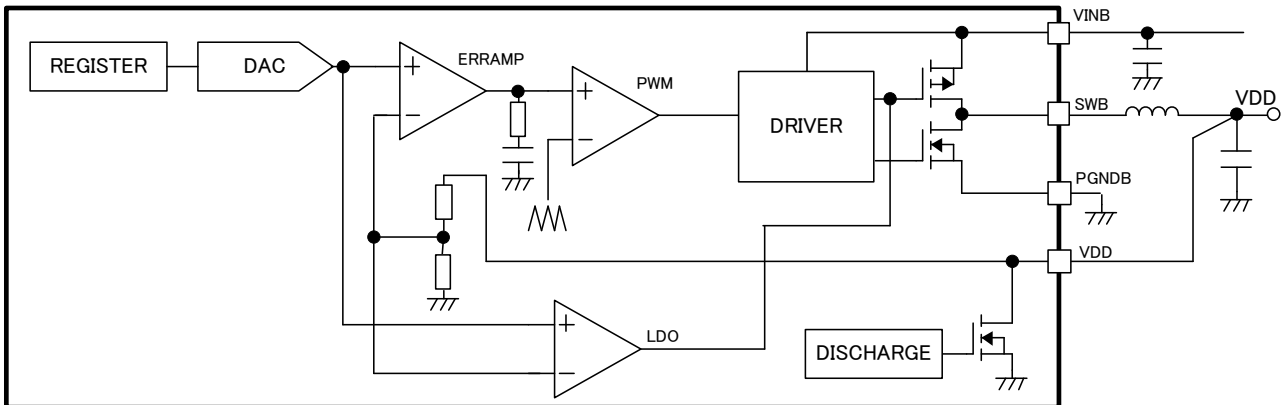 VINB
REGISTER
DAC
+
−
ERRAMP
+
−
PWM
DRIVER
SWB
VDD
PGNDB
VDD
+
−
LDO
DISCHARGE